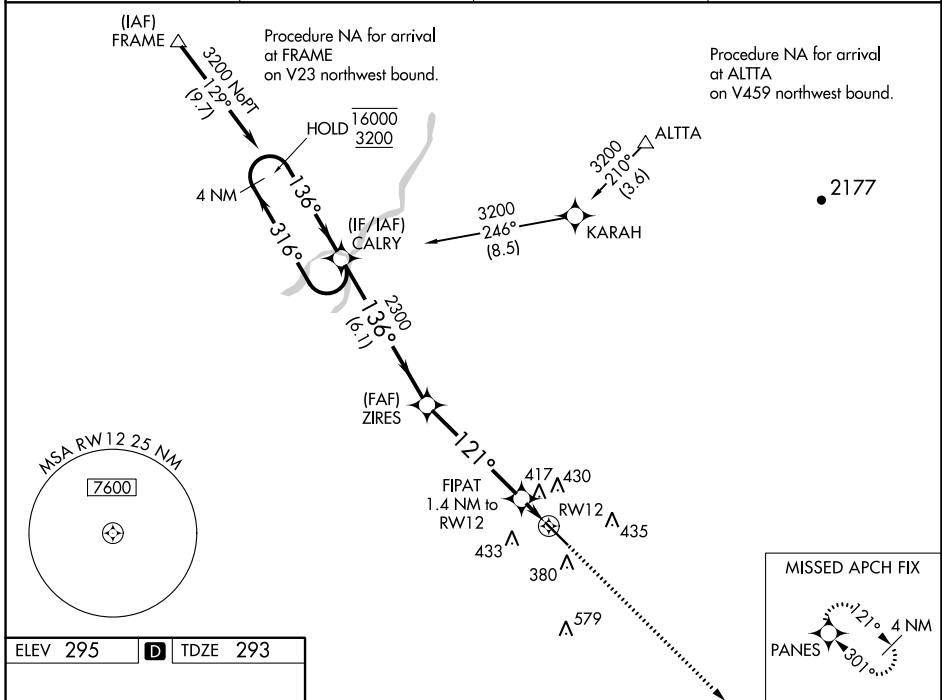 (IAF)
FRAME
3200 NoPT
129°
(9.7)
Procedure NA for arrival
at FRAME
on V23 northwest bound.
Procedure NA for arrival
at ALTTA
on V459 northwest bound.
HOLD 16000
3200
4 NM
136°
316°
(IF/IAF)
CALRY
ALTTA
3200
210°
(3.6)
KARAH
3200
246°
(8.5)
2177
2300
136°
(6.1)
(FAF)
ZIRES
121°
FIPAT
1.4 NM to
RW12
417
430
RW12
435
433
380
579
MSA RW12 25 NM
7600
MISSED APCH FIX
121°
4 NM
PANES
301°
ELEV 295 D TDZE 293